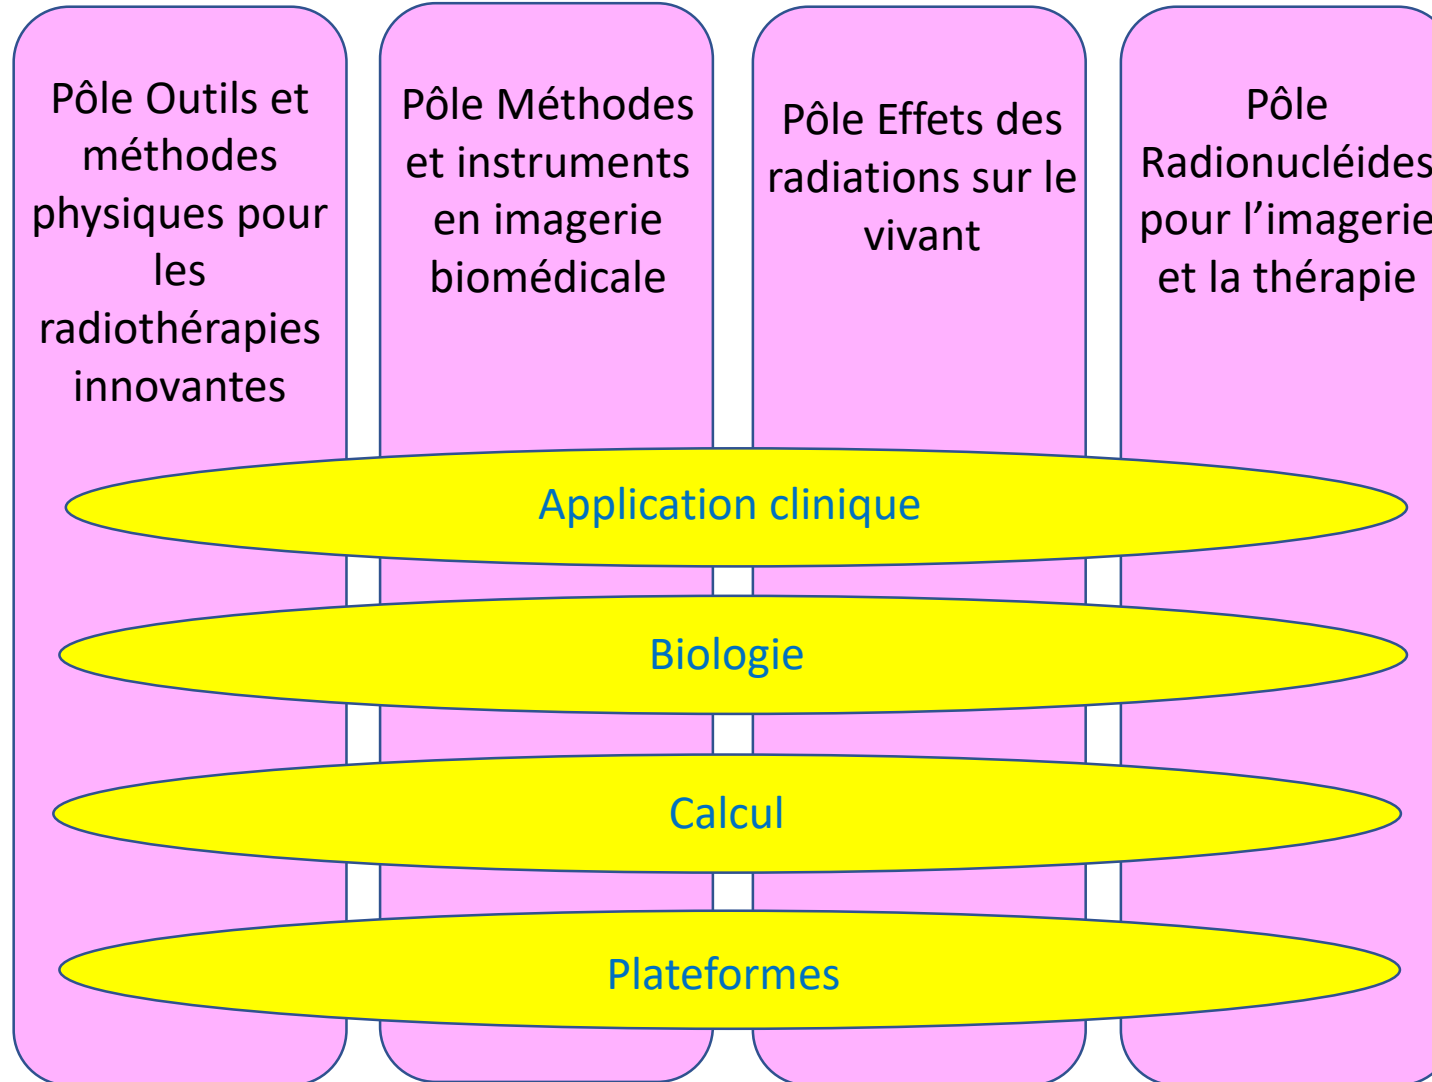 Pôle Outils et
méthodes
physiques pour
les
radiothérapies
innovantes
Pôle Méthodes
et instruments
en imagerie
biomédicale
Pôle Effets des
radiations sur le
vivant
Pôle
Radionucléides
pour l’imagerie
et la thérapie
Application clinique
Biologie
Calcul
Plateformes